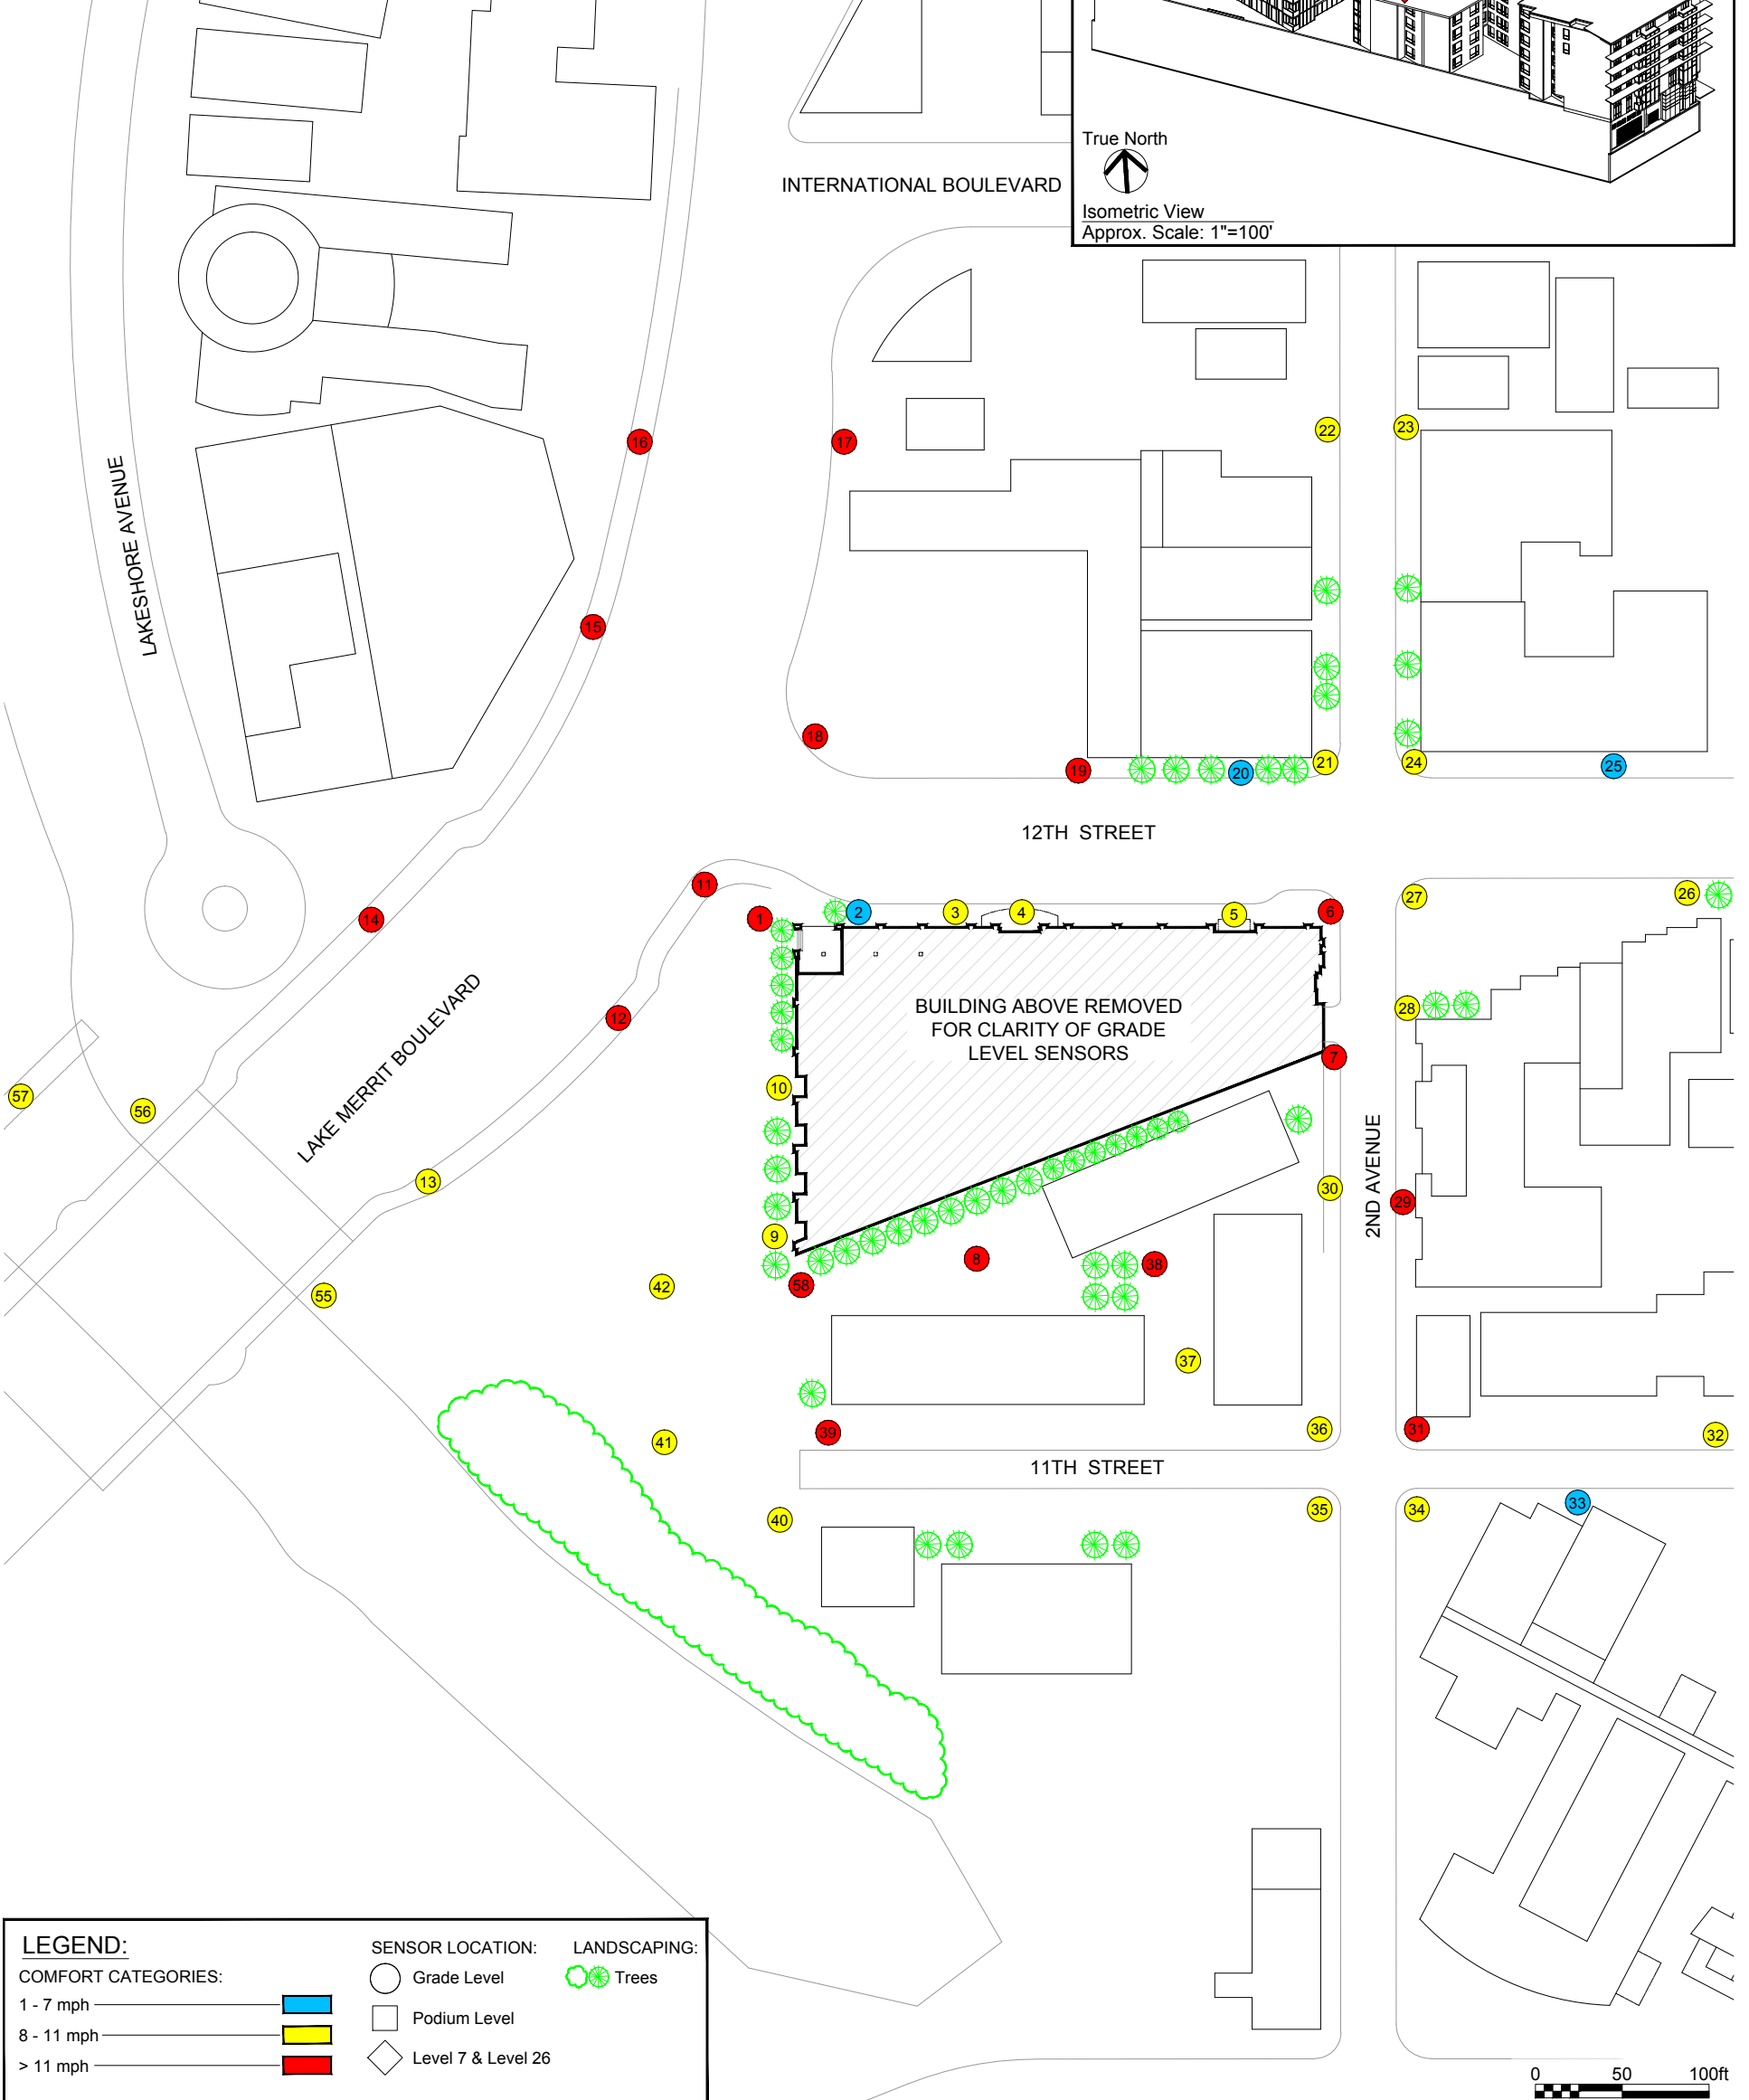 True North
INTERNATIONAL BOULEVARD
Isometric View
Approx. Scale: 1"=100'
22
23
16
17
LAKESHORE AVENUE
15
18
19
20
21
24
25
12TH STREET
11
1
2
3
4
5
6
27
26
14
12
BUILDING ABOVE REMOVED
FOR CLARITY OF GRADE
LEVEL SENSORS
28
7
LAKE MERRIT BOULEVARD
57
56
10
13
30
2ND AVENUE
29
9
8
38
58
42
55
37
41
39
36
31
32
11TH STREET
40
35
34
33
LEGEND:
COMFORT CATEGORIES:
1 - 7 mph
8 - 11 mph
> 11 mph
SENSOR LOCATION:
Grade Level
Podium Level
Level 7 & Level 26
LANDSCAPING:
Trees
0 50 100ft